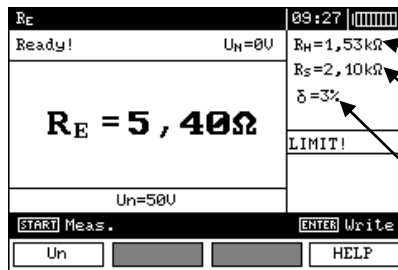 RE 09:27
Ready! UN=0V RH=1,53kΩ
RS=2,10kΩ
δ=3%
RE = 5,40Ω
LIMIT!
Un=50V
START Meas. ENTER Write
Un HELP